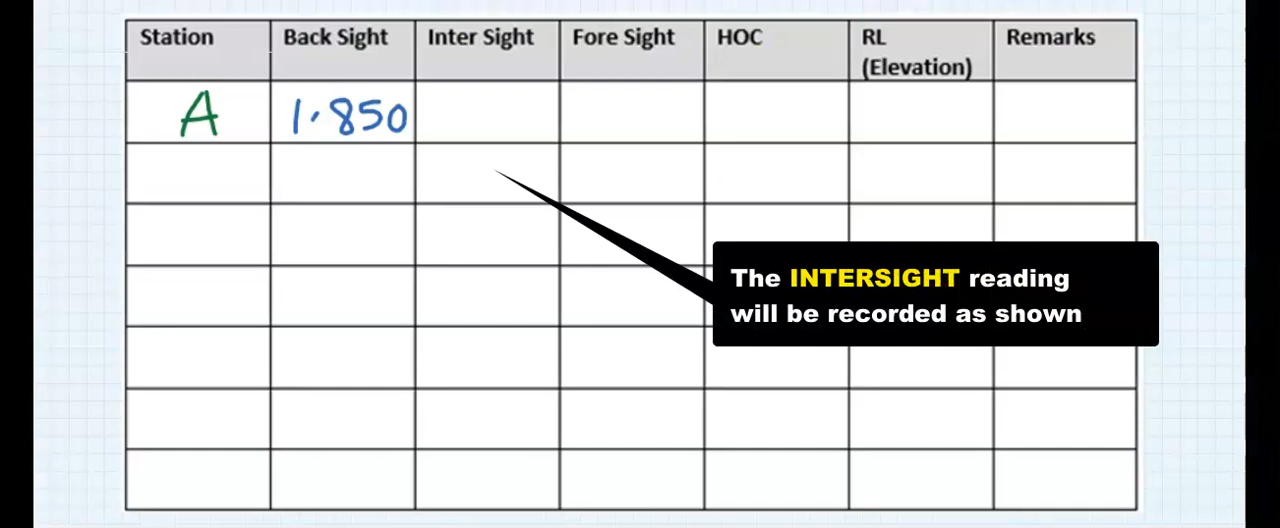 Station Back Sight Inter Sight Fore Sight HOC RL (Elevation) Remarks
A 1.850
The INTERSIGHT reading
will be recorded as shown